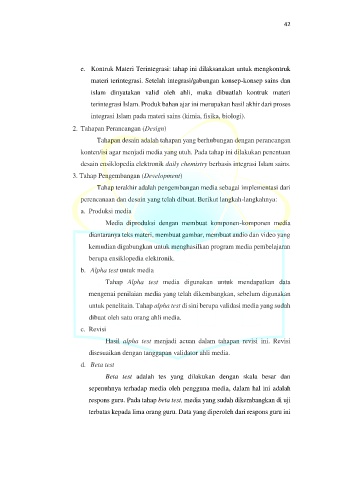 42
e. Kontruk Materi Terintegrasi: tahap ini dilaksanakan untuk mengkontruk
materi terintegrasi. Setelah integrasi/gabungan konsep-konsep sains dan
islam dinyatakan valid oleh ahli, maka dibuatlah kontruk materi
terintegrasi Islam. Produk bahan ajar ini merupakan hasil akhir dari proses
integrasi Islam pada materi sains (kimia, fisika, biologi).
2. Tahapan Perancangan (Design)
Tahapan desain adalah tahapan yang berhubungan dengan perancangan
konten/isi agar menjadi media yang utuh. Pada tahap ini dilakukan penentuan
desain ensiklopedia elektronik daily chemistry berbasis integrasi Islam sains.
3. Tahap Pengembangan (Development)
Tahap terakhir adalah pengembangan media sebagai implementasi dari
perencanaan dan desain yang telah dibuat. Berikut langkah-langkahnya:
a. Produksi media
Media diproduksi dengan membuat komponen-komponen media
diantaranya teks materi, membuat gambar, membuat audio dan video yang
kemudian digabungkan untuk menghasilkan program media pembelajaran
berupa ensiklopedia elektronik.
b. Alpha test untuk media
Tahap Alpha test media digunakan untuk mendapatkan data
mengenai penilaian media yang telah dikembangkan, sebelum digunakan
untuk penelitain. Tahap alpha test di sini berupa validasi media yang sudah
dibuat oleh satu orang ahli media.
c. Revisi
Hasil alpha test menjadi acuan dalam tahapan revisi ini. Revisi
disesuaikan dengan tanggapan validator ahli media.
d. Beta test
Beta test adalah tes yang dilakukan dengan skala besar dan
sepenuhnya terhadap media oleh pengguna media, dalam hal ini adalah
respons guru. Pada tahap beta test, media yang sudah dikembangkan di uji
terbatas kepada lima orang guru. Data yang diperoleh dari respons guru ini